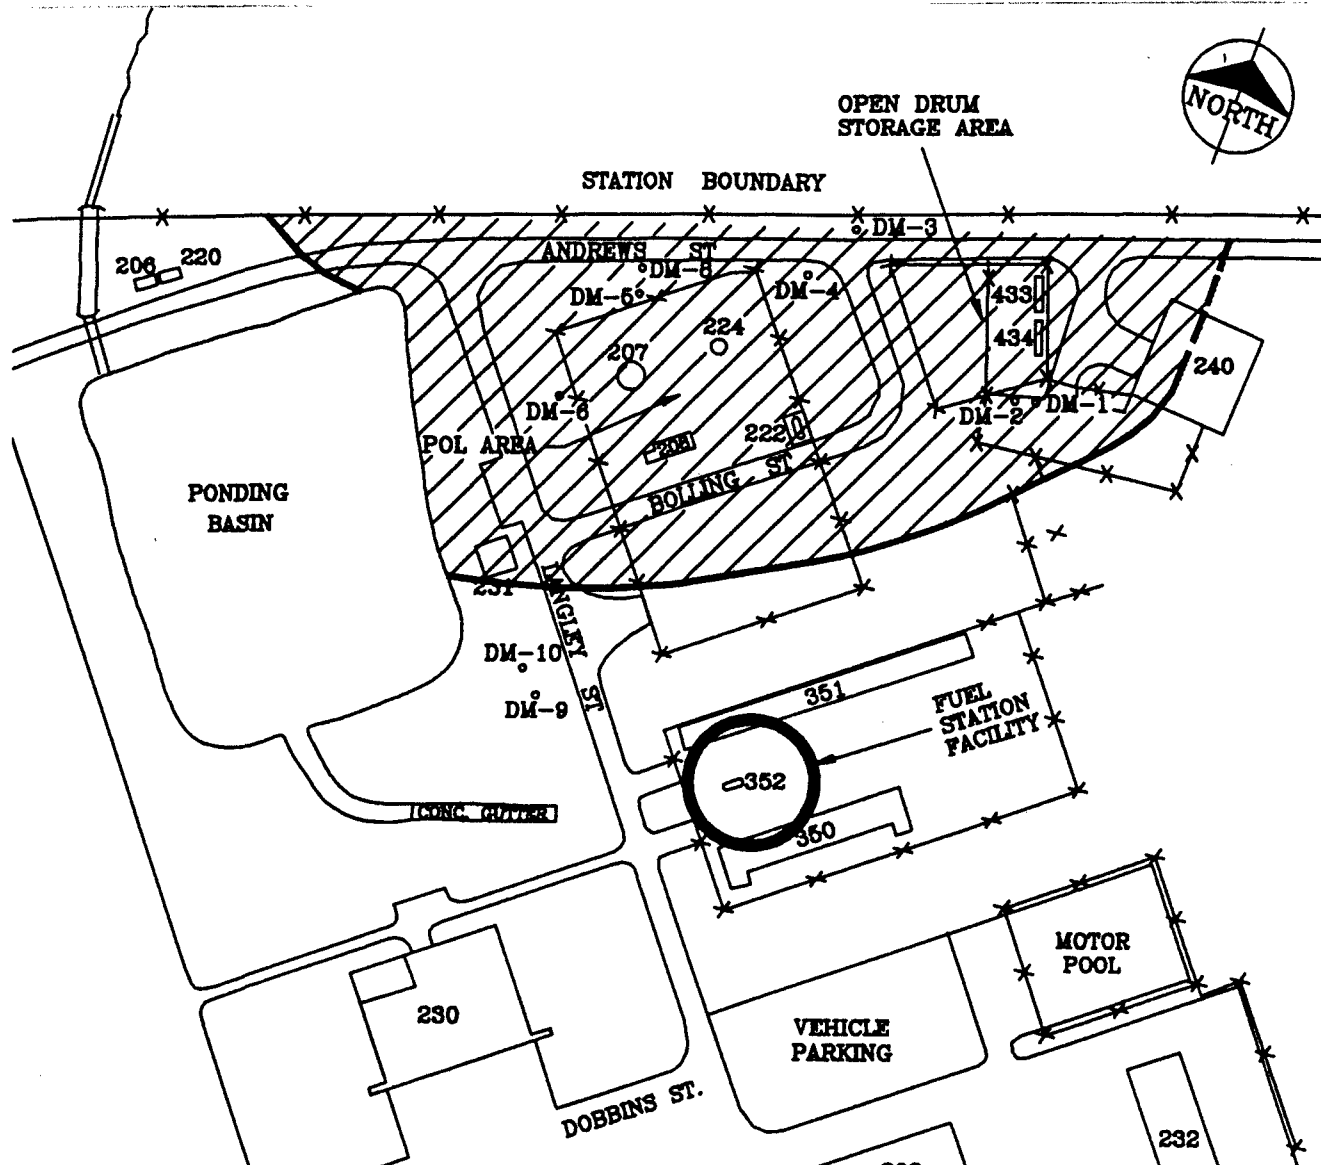 NORTH
OPEN DRUM
STORAGE AREA
STATION BOUNDARY
DM-3
ANDREWS ST
206
220
DM-8
DM-5
DM-4
433
224
434
207
240
DM-6
DM-2
DM-1
222
POL AREA
208
BOLLING ST
PONDING
BASIN
231
LANGLEY ST
DM-10
DM-9
351
FUEL
STATION
FACILITY
352
CONC. GUTTER
350
MOTOR
POOL
230
VEHICLE
PARKING
DOBBINS ST.
232